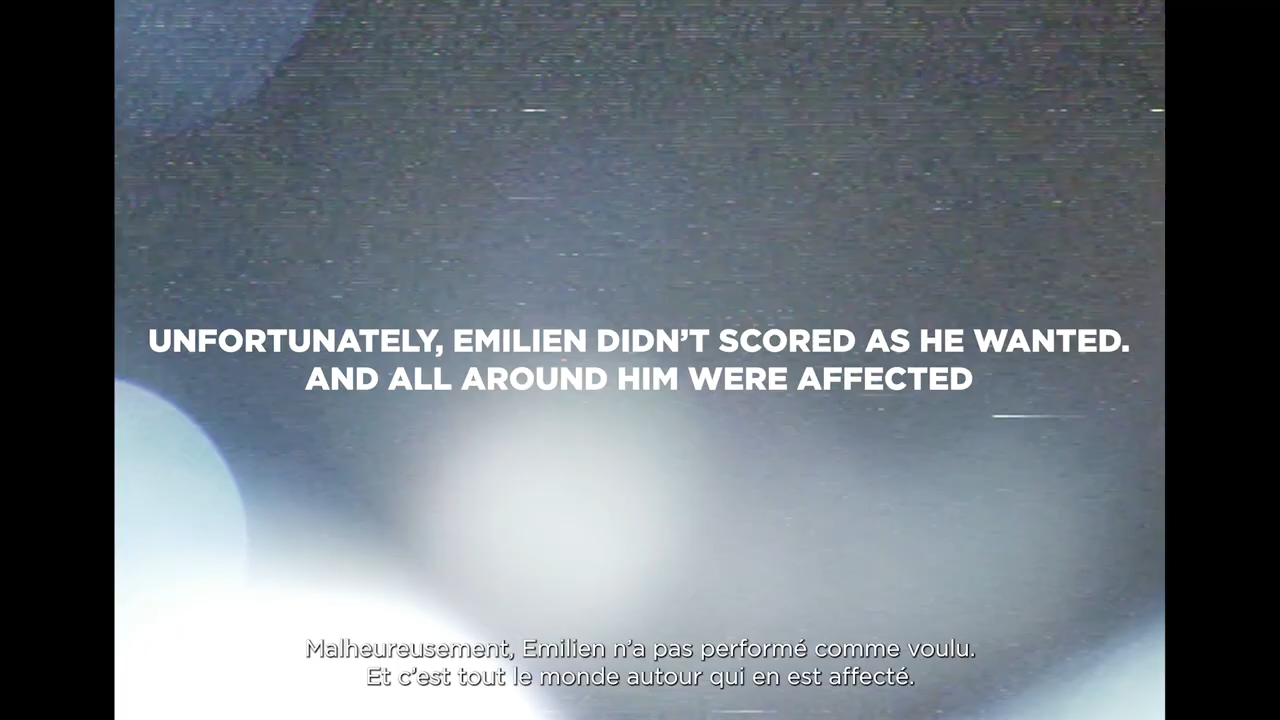 UNFORTUNATELY, EMILIEN DIDN’T SCORED AS HE WANTED.
AND ALL AROUND HIM WERE AFFECTED
Malheureusement, Emilien n’a pas performé comme voulu.
Et c’est tout le monde autour qui en est affecté.